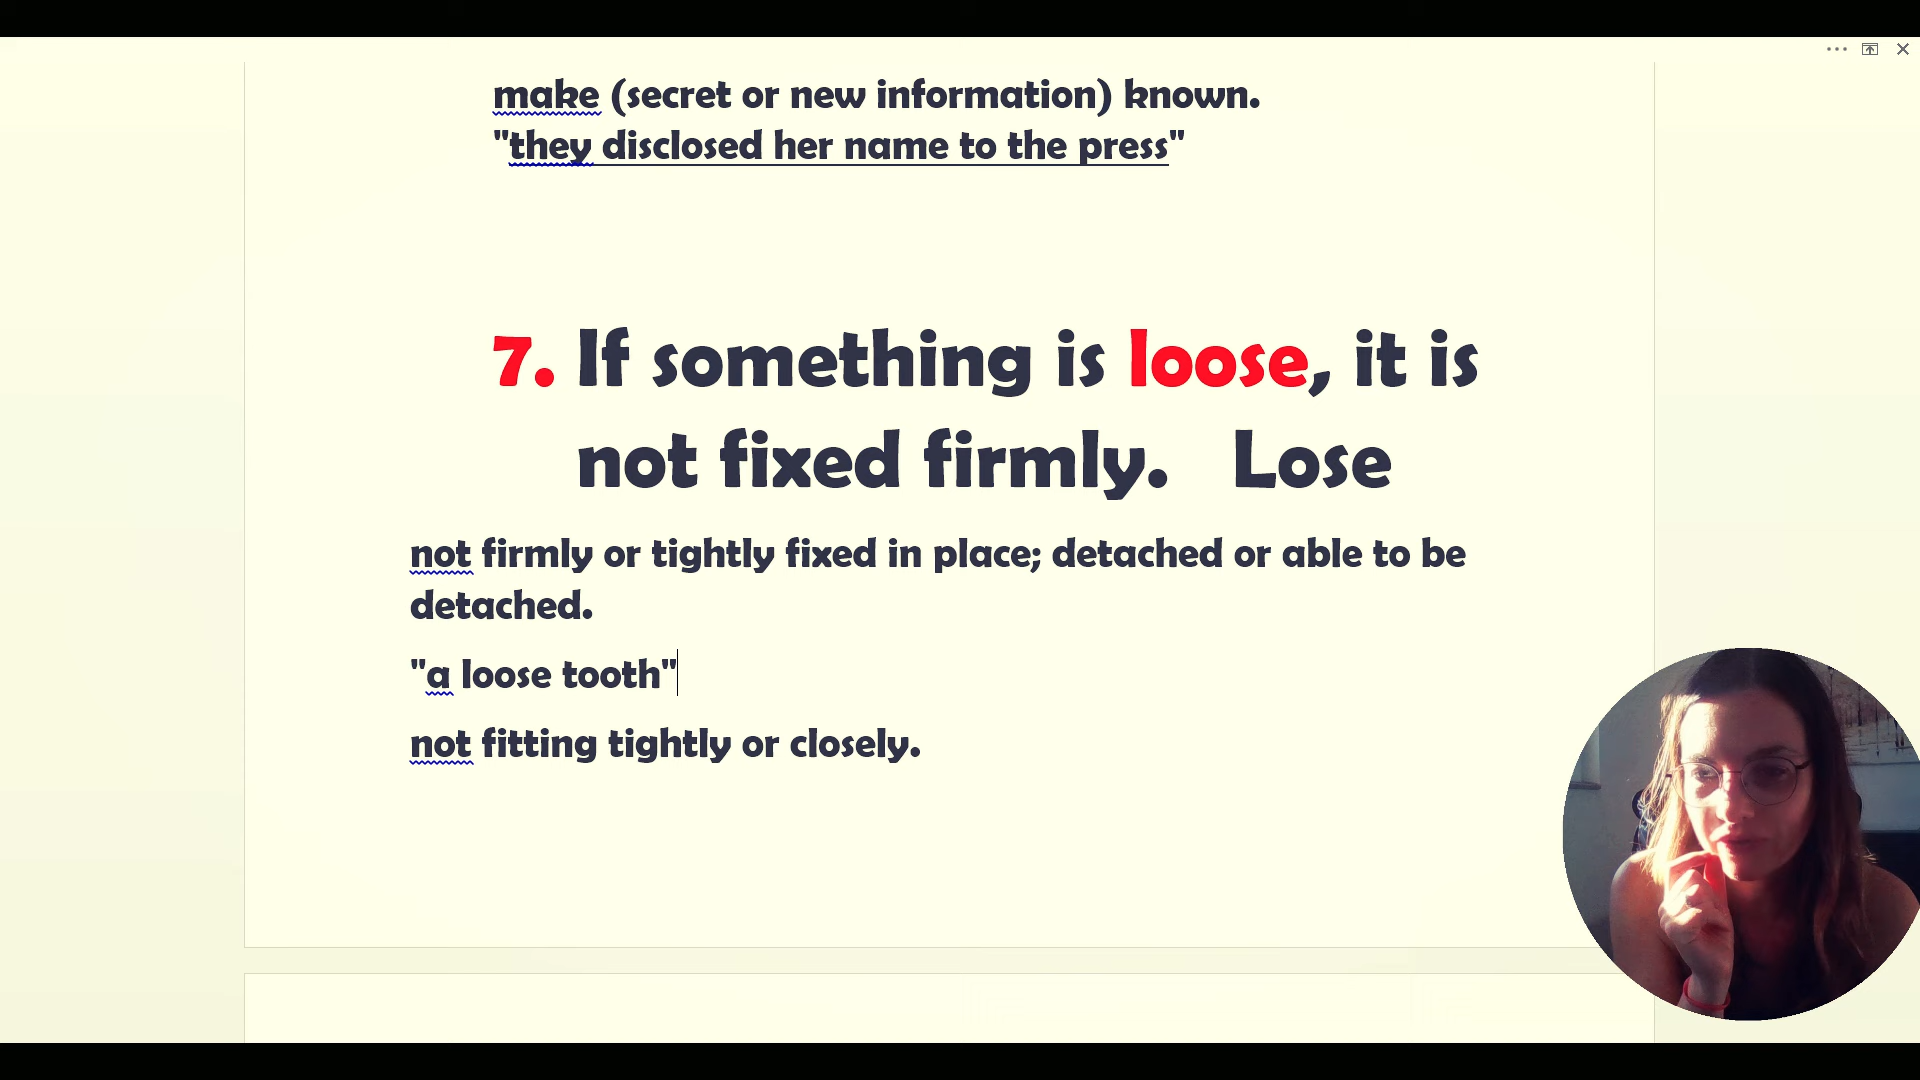 make (secret or new information) known.
"they disclosed her name to the press"
7. If something is loose, it is
not fixed firmly. Lose
not firmly or tightly fixed in place; detached or able to be
detached.
"a loose tooth"
not fitting tightly or closely.